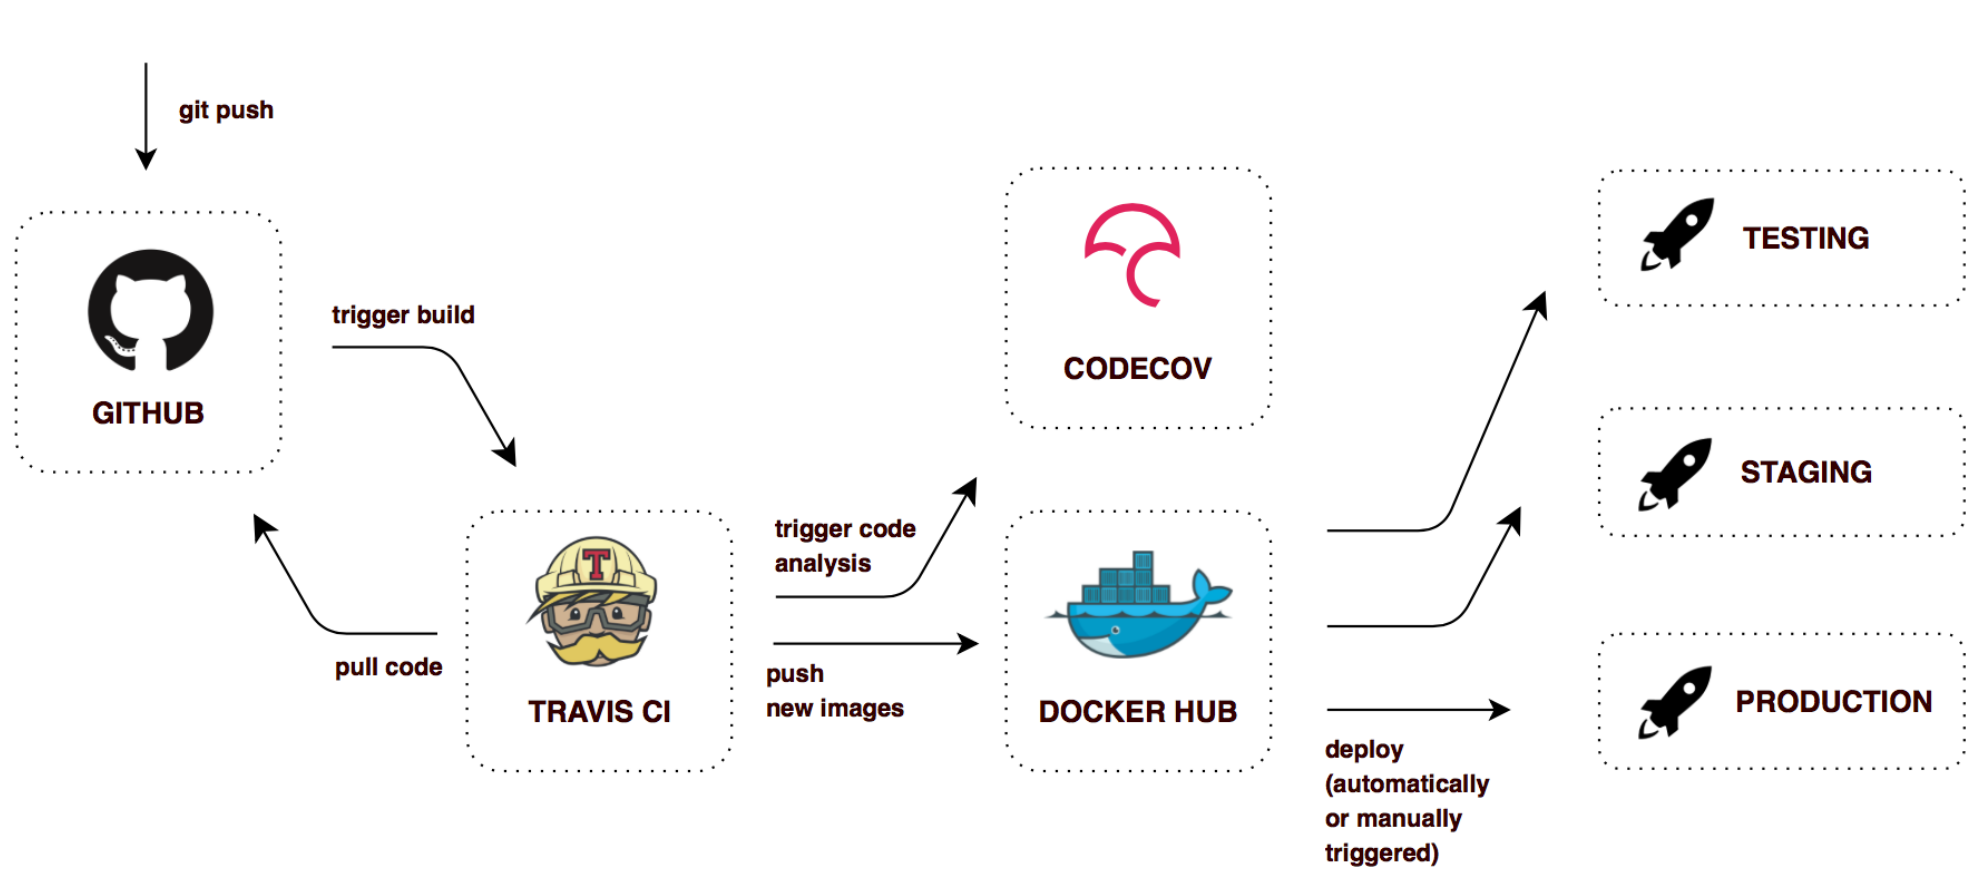 git push
GITHUB
trigger build
pull code
T
TRAVIS CI
trigger code
analysis
push
new images
CODECOV
DOCKER HUB
deploy
(automatically
or manually
triggered)
TESTING
STAGING
PRODUCTION